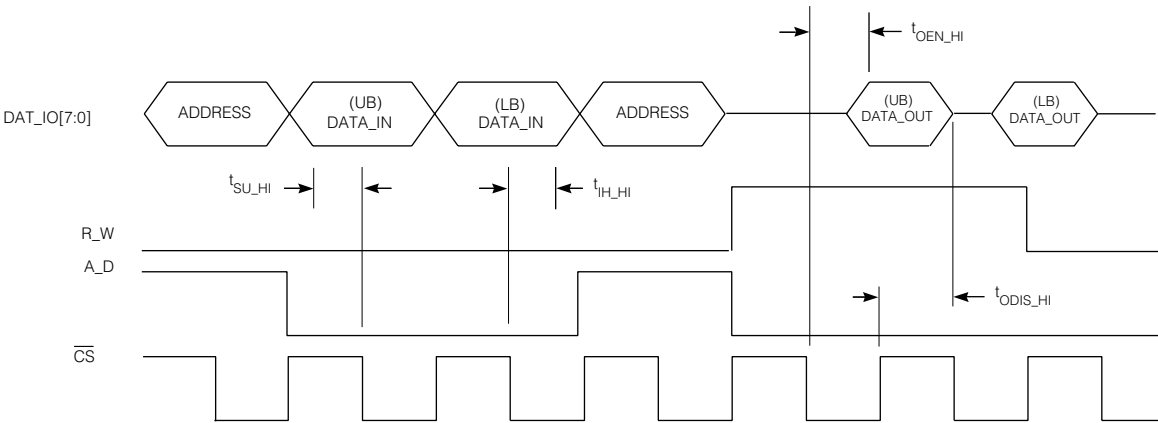 t_OEN_HI
DAT_IO[7:0]
ADDRESS
(UB)
DATA_IN
(LB)
DATA_IN
ADDRESS
(UB)
DATA_OUT
(LB)
DATA_OUT
t_SU_HI
t_IH_HI
R_W
A_D
t_ODIS_HI
CS